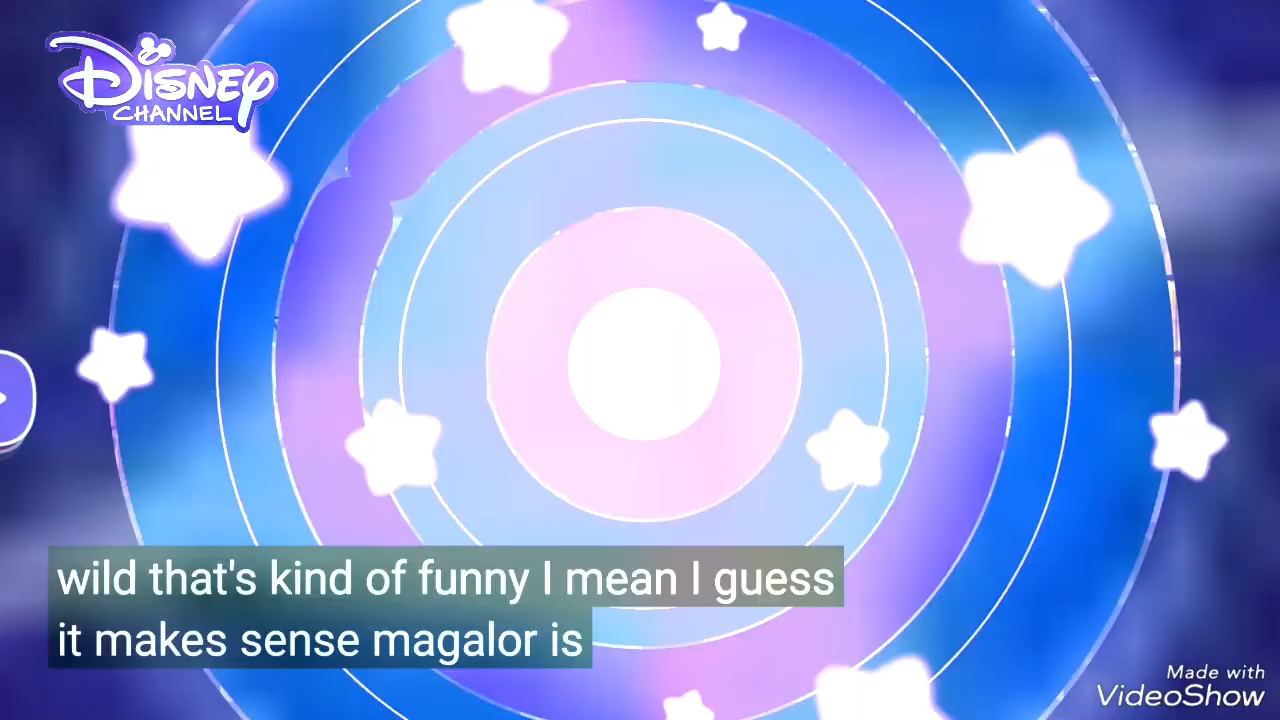 DISNEY
CHANNEL
wild that's kind of funny I mean I guess
it makes sense magalor is
Made with
VideoShow